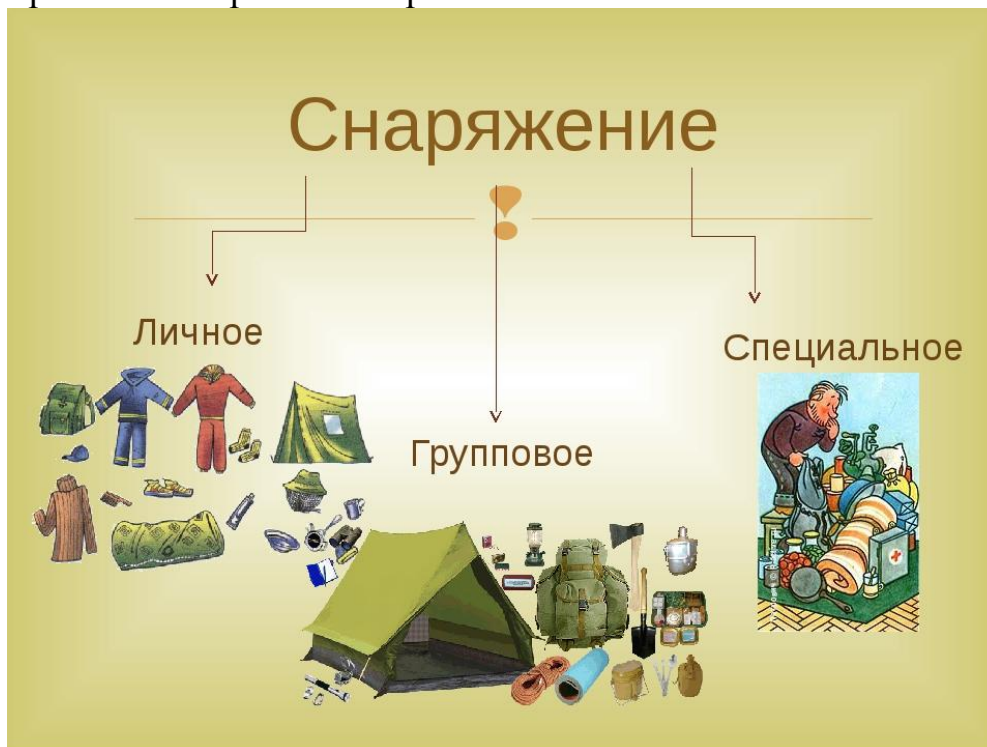 Снаряжение
Личное
Специальное
Групповое